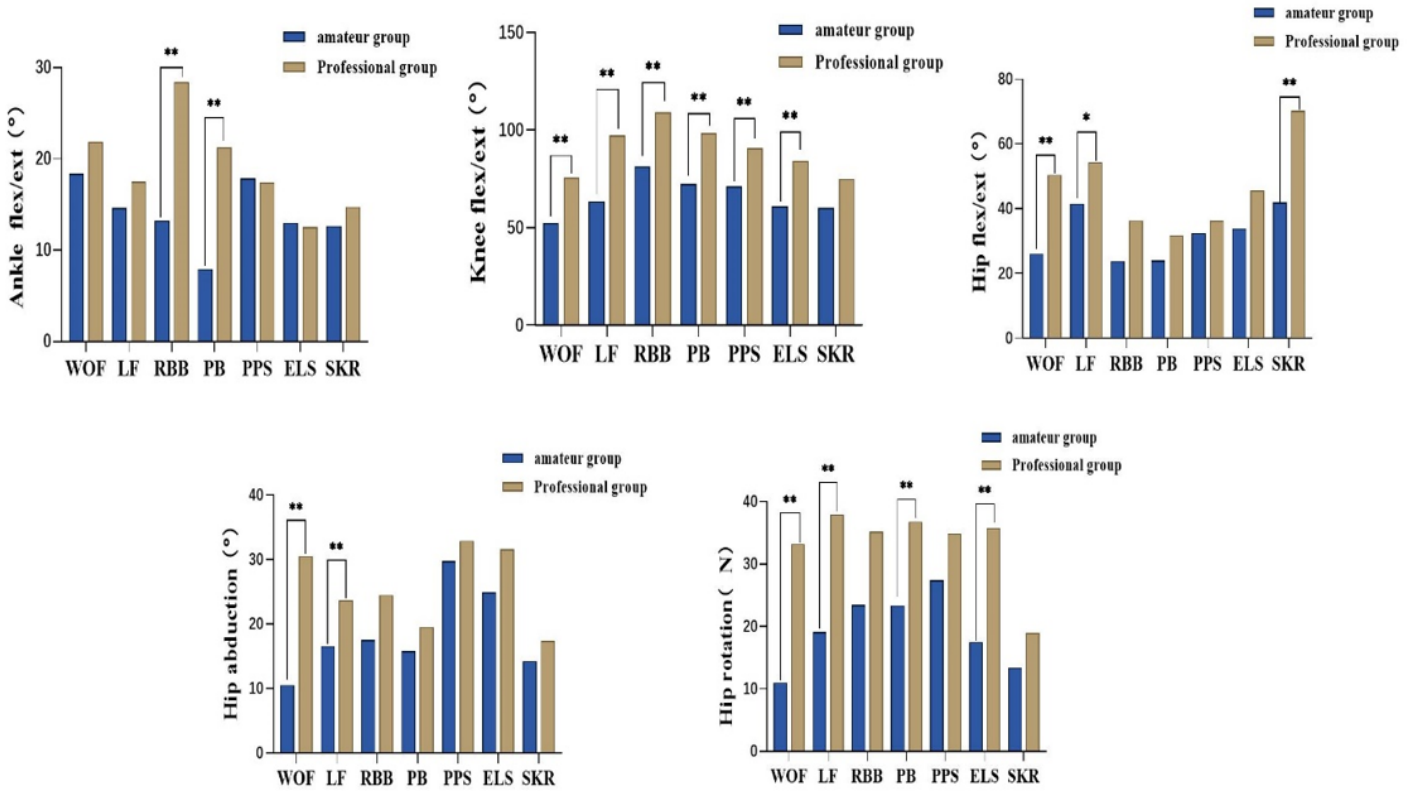 amateur group
Professional group
Ankle flex/ext (°)
30
20
10
0
**
**
WOF LF RBB PB PPS ELS SKR
amateur group
Professional group
Knee flex/ext (°)
150
100
50
0
**
**
**
**
**
**
WOF LF RBB PB PPS ELS SKR
amateur group
Professional group
Hip flex/ext (°)
80
60
40
20
0
**
*
**
WOF LF RBB PB PPS ELS SKR
amateur group
Professional group
Hip abduction (°)
40
30
20
10
0
**
**
WOF LF RBB PB PPS ELS SKR
amateur group
Professional group
Hip rotation( N)
40
30
20
10
0
**
**
**
**
WOF LF RBB PB PPS ELS SKR